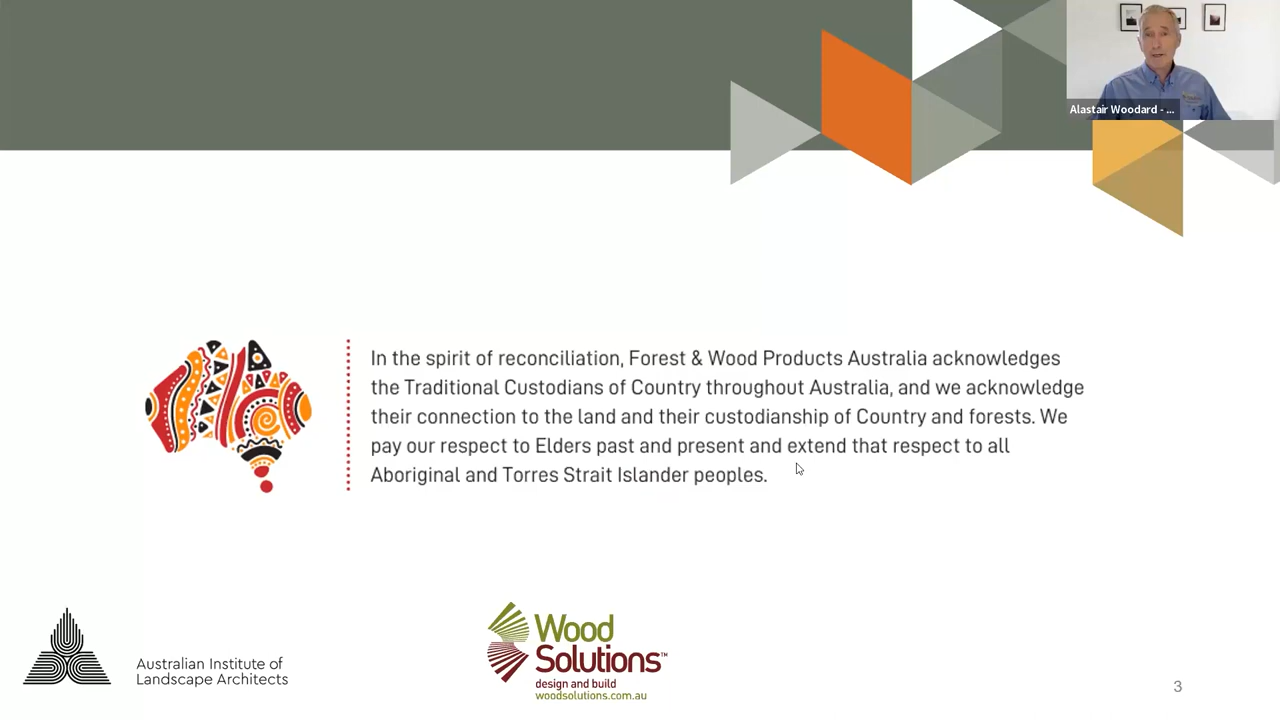 Alastair Woodard - ...
In the spirit of reconciliation, Forest & Wood Products Australia acknowledges
the Traditional Custodians of Country throughout Australia, and we acknowledge
their connection to the land and their custodianship of Country and forests. We
pay our respect to Elders past and present and extend that respect to all
Aboriginal and Torres Strait Islander peoples.
Australian Institute of
Landscape Architects
Wood
Solutions™
design and build
woodsolutions.com.au
3